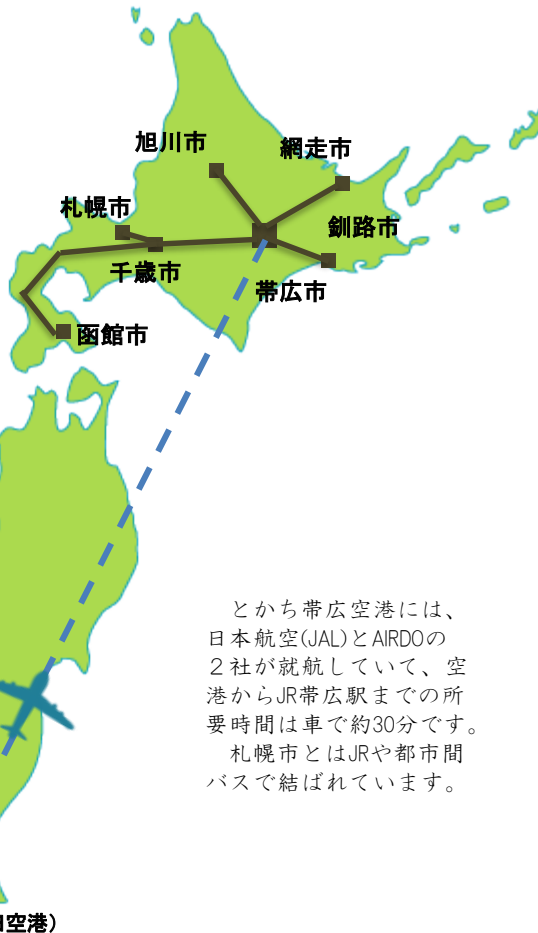 旭川市
網走市
札幌市
釧路市
千歳市
帯広市
函館市
とかち帯広空港には、
日本航空(JAL)とAIRDOの
２社が就航していて、空
港からJR帯広駅までの所
要時間は車で約30分です。
札幌市とはJRや都市間
バスで結ばれています。
空港）